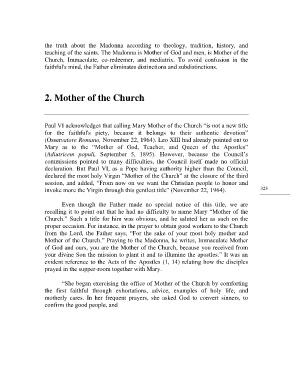 the truth about the Madonna according to theology, tradition, history, and
teaching of the saints. The Madonna is Mother of God and men, is Mother of the
Church, Immaculate, co-redeemer, and mediatrix. To avoid confusion in the
faithful's mind, the Father eliminates distinctions and subdistinctions.
2. Mother of the Church
Paul VI acknowledges that calling Mary Mother of the Church "is not a new title
for the faithful's piety, because it belongs to their authentic devotion"
(Osservatore Romano, November 22, 1964). Leo XIII had already pointed out to
Mary as to the "Mother of God, Teacher, and Queen of the Apostles"
(Adiutricem populi, September 5, 1895). However, because the Council's
commissions pointed to many difficulties, the Council itself made no official
declaration. But Paul VI, as a Pope having authority higher than the Council,
declared the most holy Virgin "Mother of the Church" at the closure of the third
session, and added, "From now on we want the Christian people to honor and
invoke more the Virgin through this gentlest title" (November 22, 1964).
325
Even though the Father made no special notice of this title, we are
recalling it to point out that he had no difficulty to name Mary "Mother of the
Church." Such a title for him was obvious, and he saluted her as such on the
proper occasion. For instance, in the prayer to obtain good workers to the Church
from the Lord, the Father says, "For the sake of your most holy mother and
Mother of the Church." Praying to the Madonna, he writes, Immaculate Mother
of God and ours, you are the Mother of the Church, because you received from
your divine Son the mission to plant it and to illumine the apostles." It was an
evident reference to the Acts of the Apostles (1, 14) relating how the disciples
prayed in the supper-room together with Mary.
"She began exercising the office of Mother of the Church by comforting
the first faithful through exhortations, advice, examples of holy life, and
motherly cares. In her frequent prayers, she asked God to convert sinners, to
confirm the good people, and